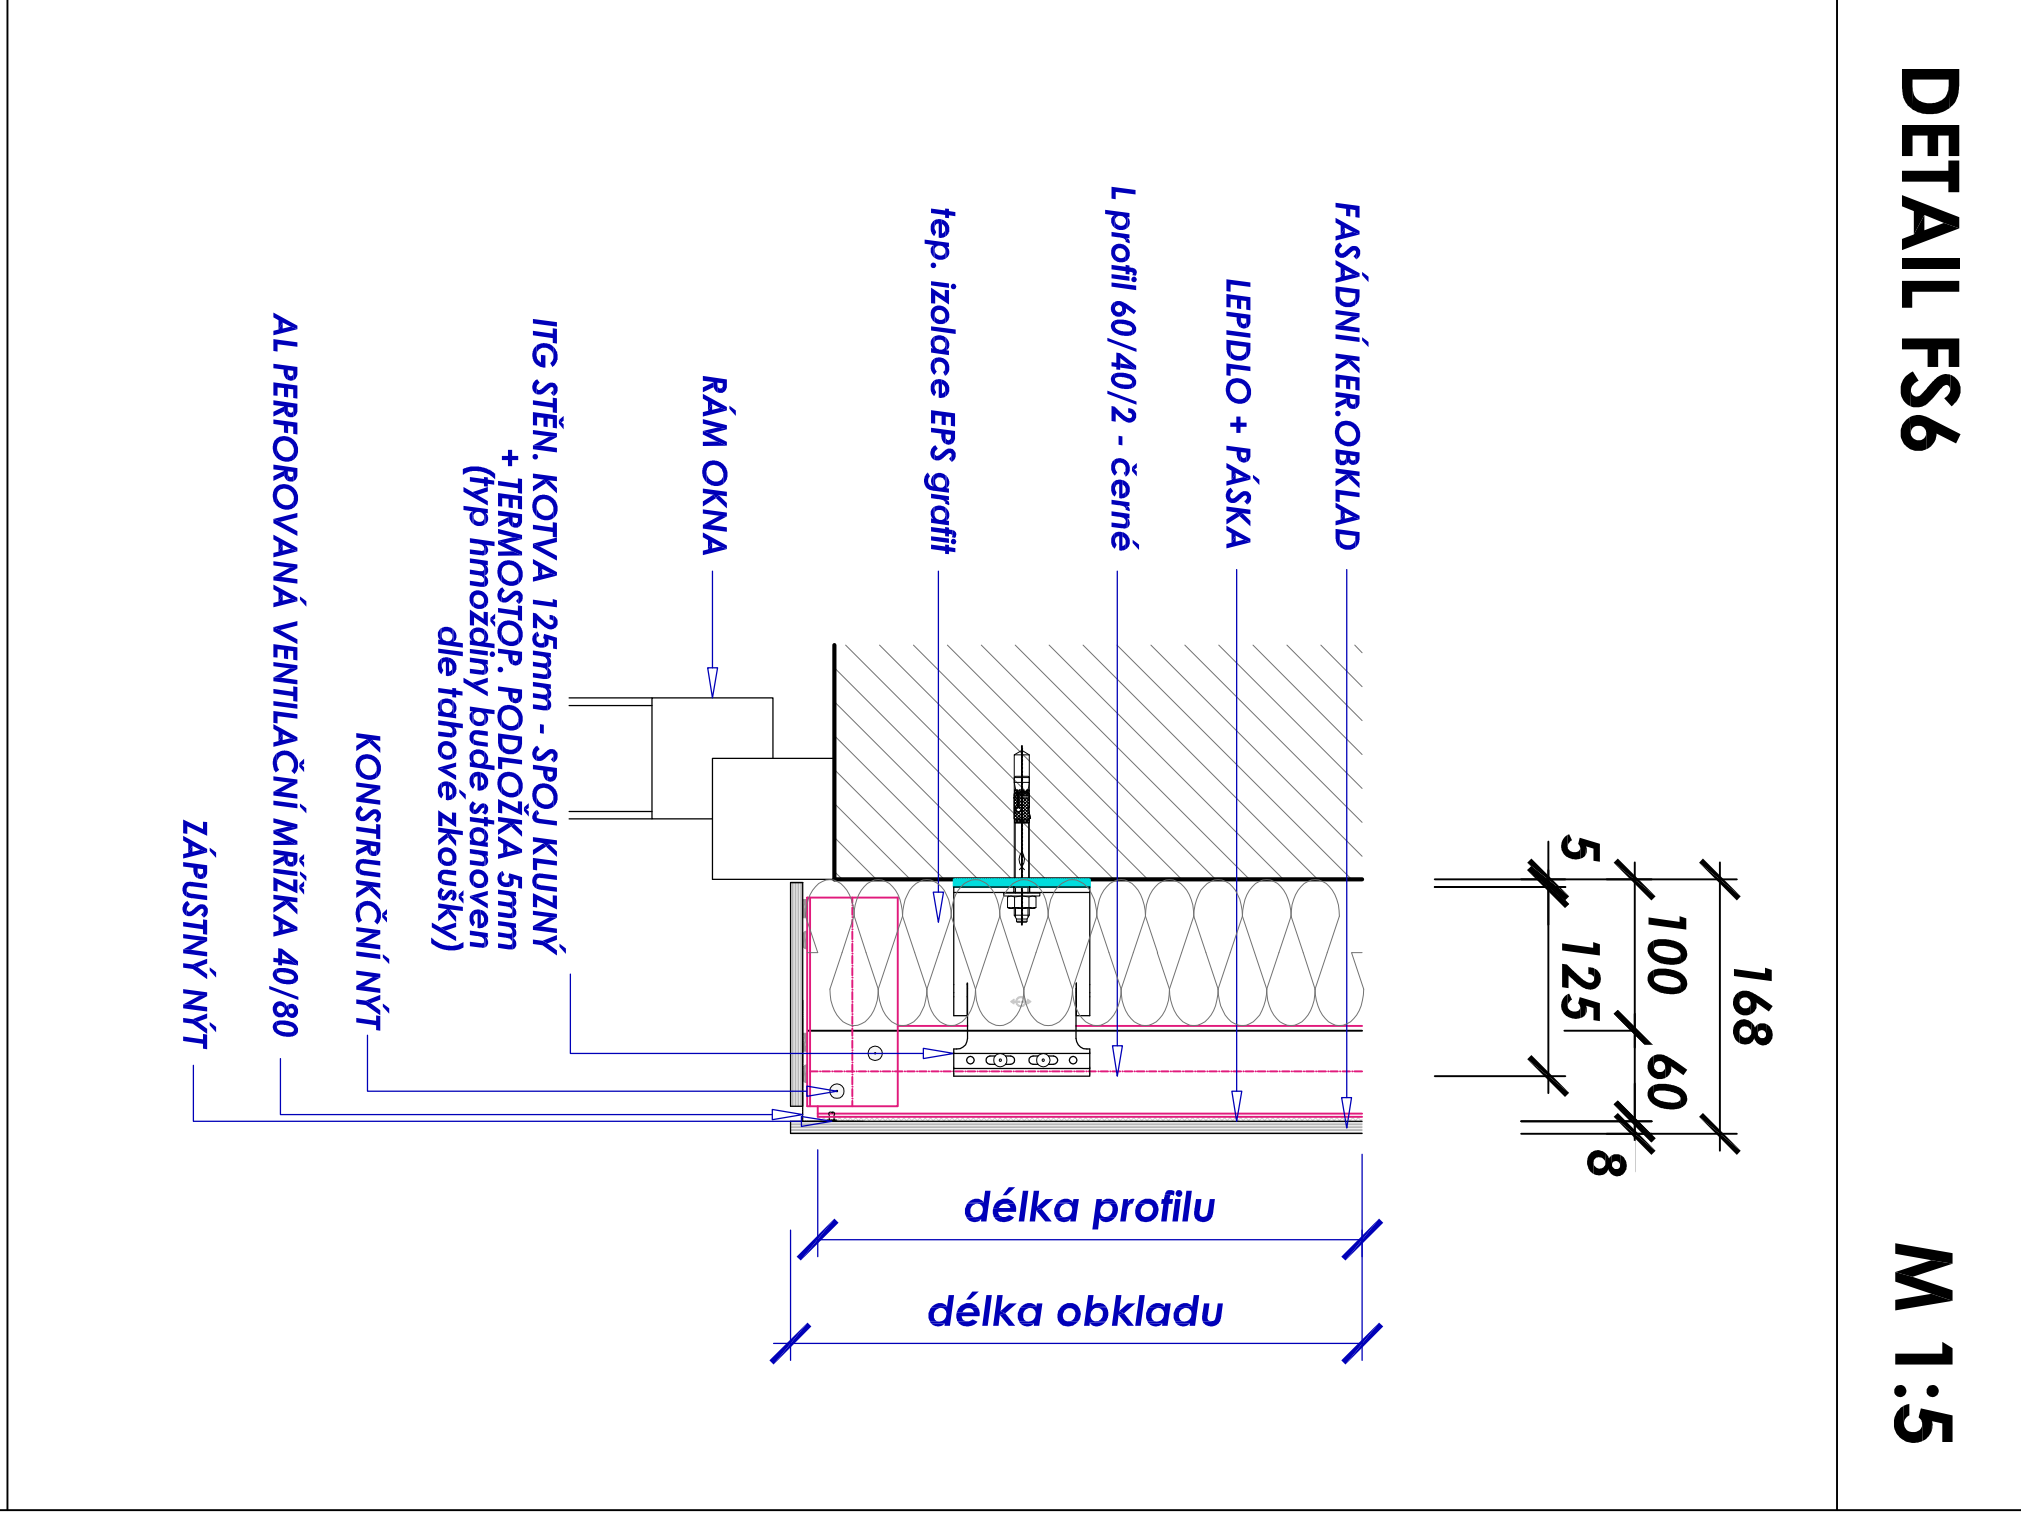 DETAIL FS6
M 1:5
168
100
60
8
5
125
FASÁDNÍ KER.OBKLAD
LEPIDLO + PÁSKA
L profil 60/40/2 - černé
tep. izolace EPS grafit
RÁM OKNA
ITG STĚN. KOTVA 125mm - SPOJ KLUZNÝ
+ TERMOSTOP. PODLOŽKA 5mm
(typ hmoždiny bude stanoven
dle tahové zkoušky)
KONSTRUKČNÍ NÝT
AL PERFOROVANÁ VENTILAČNÍ MŘÍŽKA 40/80
ZÁPUSTNÝ NÝT
délka profilu
délka obkladu